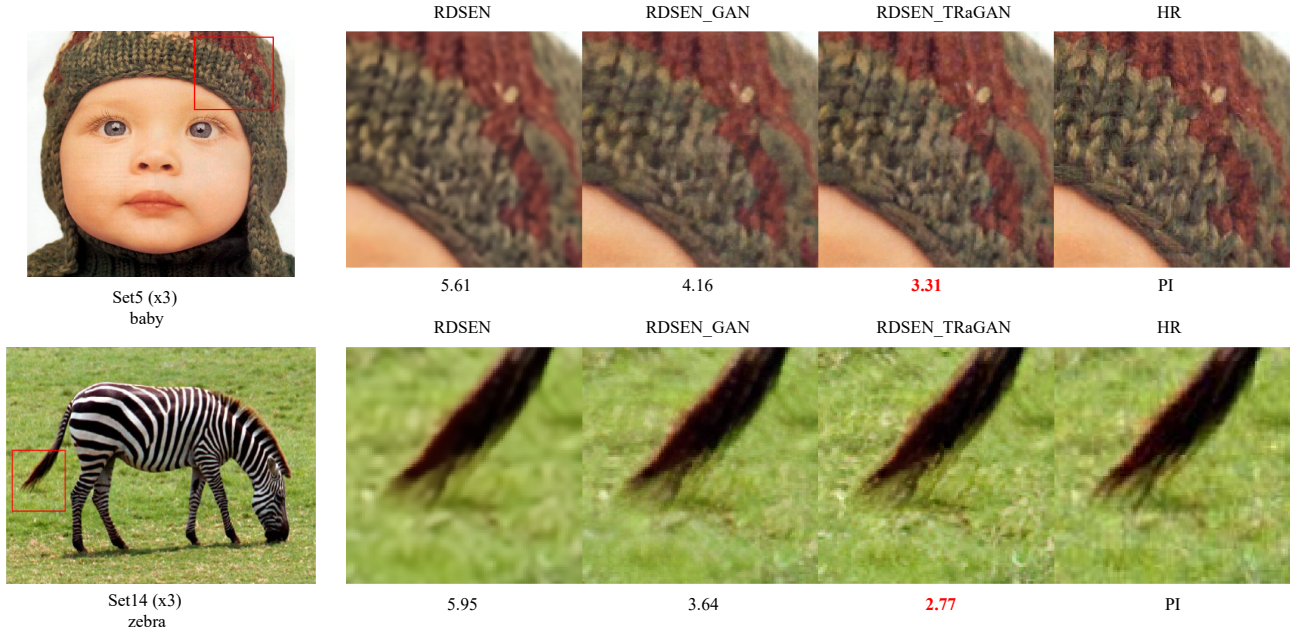 RDSEN RDSEN_GAN RDSEN_TRaGAN HR
5.61 4.16 3.31 PI
Set5 (x3)
baby
RDSEN RDSEN_GAN RDSEN_TRaGAN HR
5.95 3.64 2.77 PI
Set14 (x3)
zebra